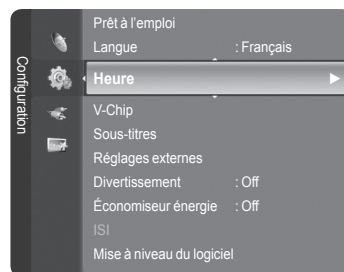 Configuration
Prêt à l'emploi
Langue : Français
Heure
V-Chip
Sous-titres
Réglages externes
Divertissement : Off
Économiseur énergie : Off
ISI
Mise à niveau du logiciel